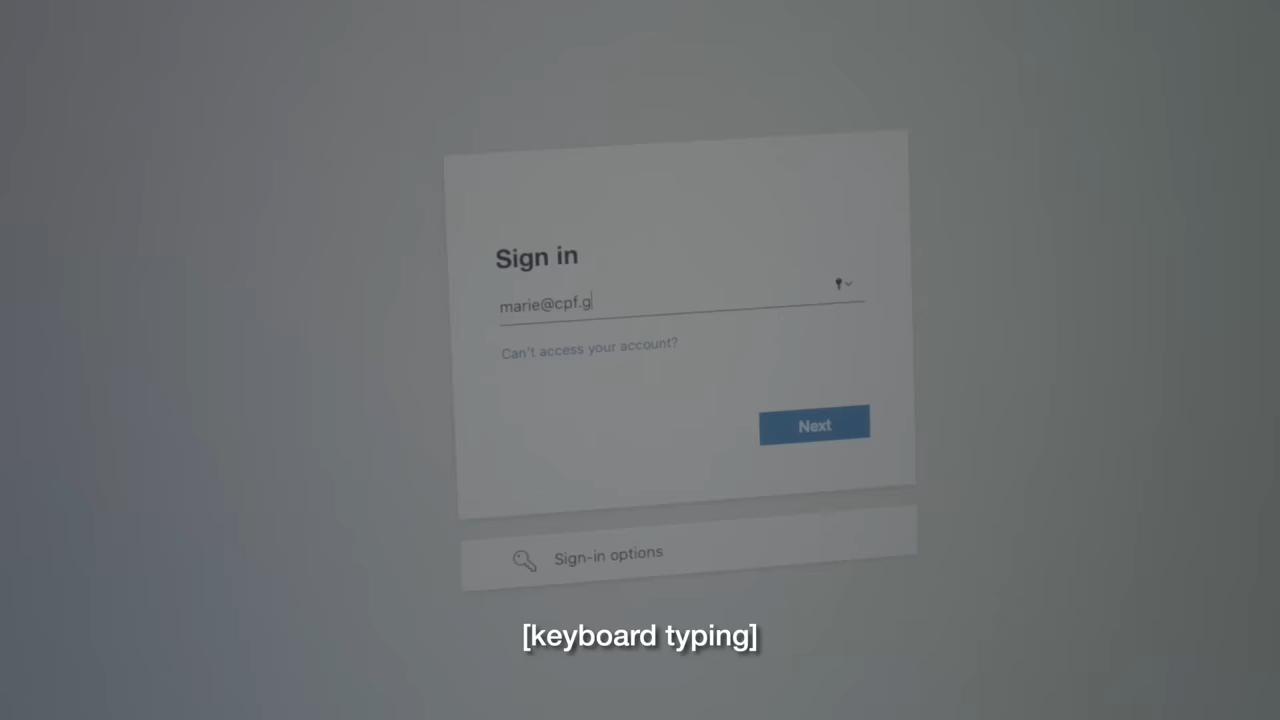 Sign in
marie@cpf.g
Can't access your account?
Next
Sign-in options
[keyboard typing]